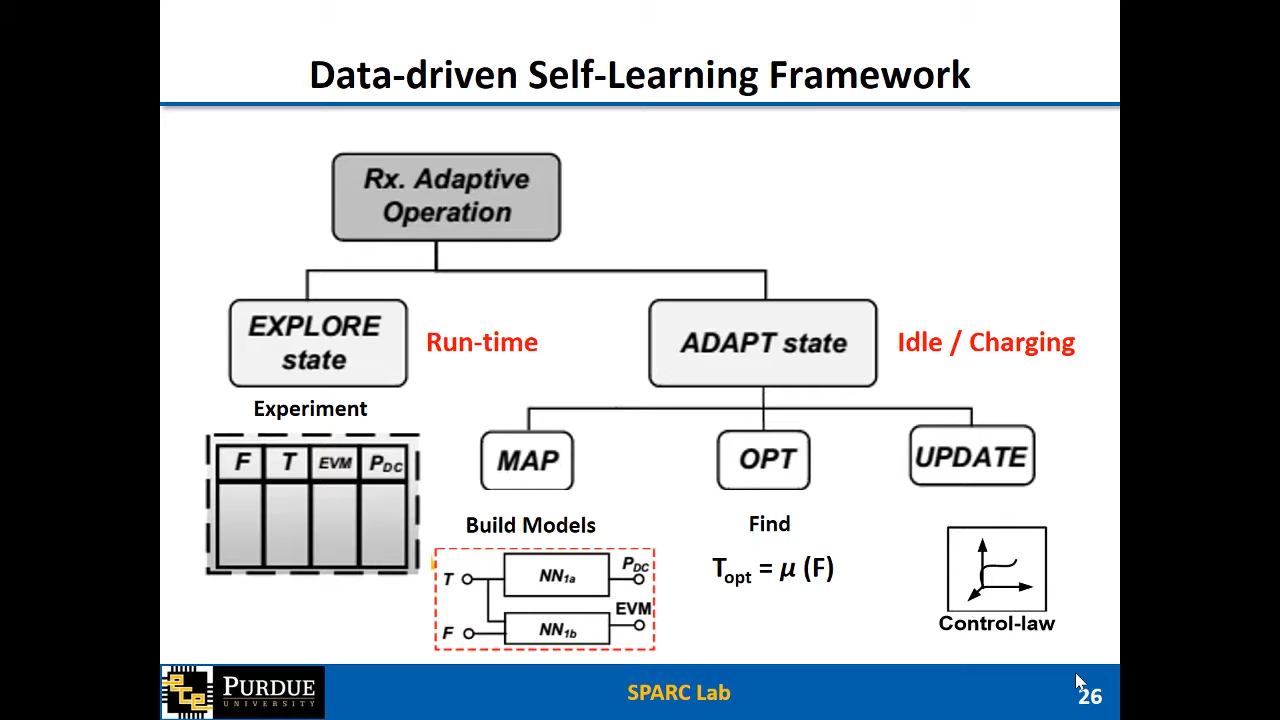 Data-driven Self-Learning Framework
Rx. Adaptive
Operation
EXPLORE
state
Run-time
ADAPT state
Idle / Charging
Experiment
F T EVM PDC
MAP
OPT
UPDATE
Build Models
Find
T NN1a PDC
F NN1b EVM
Topt = μ (F)
Control-law
ece
PURDUE
UNIVERSITY
SPARC Lab
26